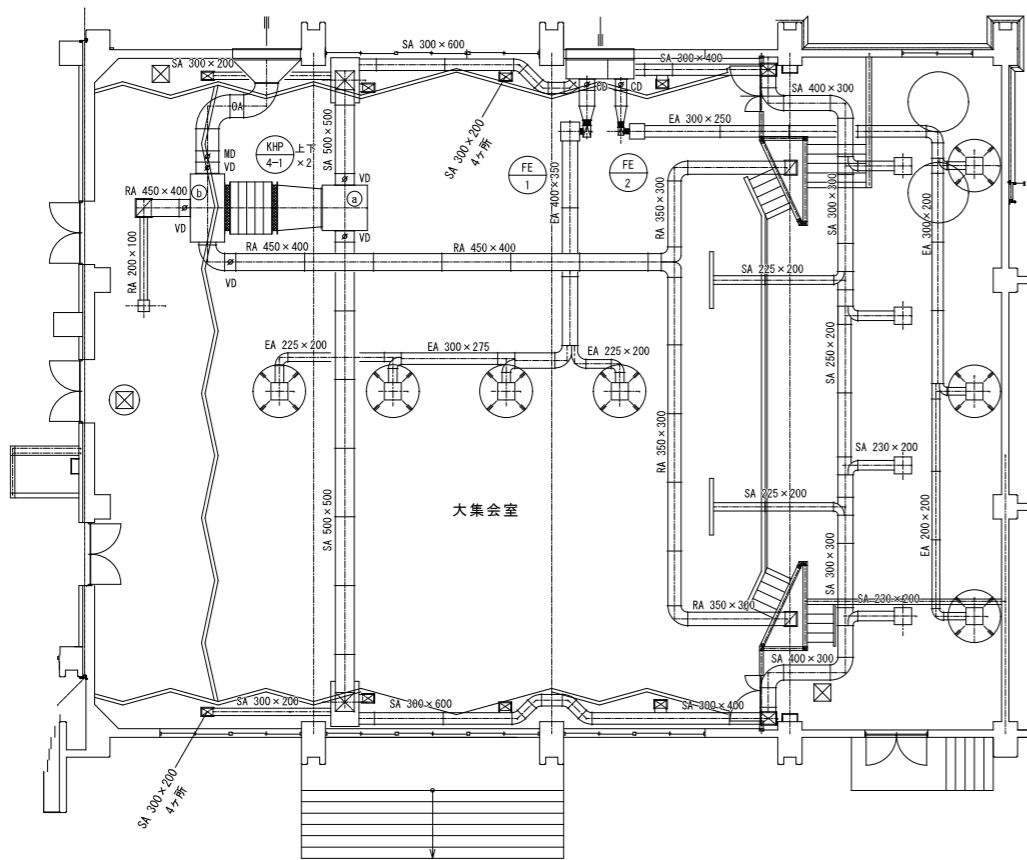 SA 300×600
SA 300×200
SA 300×400
CD
CD
SA 400×300
OA
EA 300×250
KHP
4-1
上下
×2
SA 500×500
SA 300×200
4ヶ所
FE
1
FE
2
MD
VD
RA 450×400
b
a
VD
VD
EA 400×350
RA 350×300
SA 300×300
EA 300×200
RA 200×100
RA 450×400
RA 450×400
VD
SA 225×200
SA 250×200
EA 225×200
EA 300×275
EA 225×200
RA 350×300
SA 230×200
大集会室
SA 225×200
SA 500×500
EA 200×200
SA 300×300
RA 350×300
SA 230×200
SA 400×300
SA 300×200
SA 300×600
SA 300×400
SA 300×200
4ヶ所